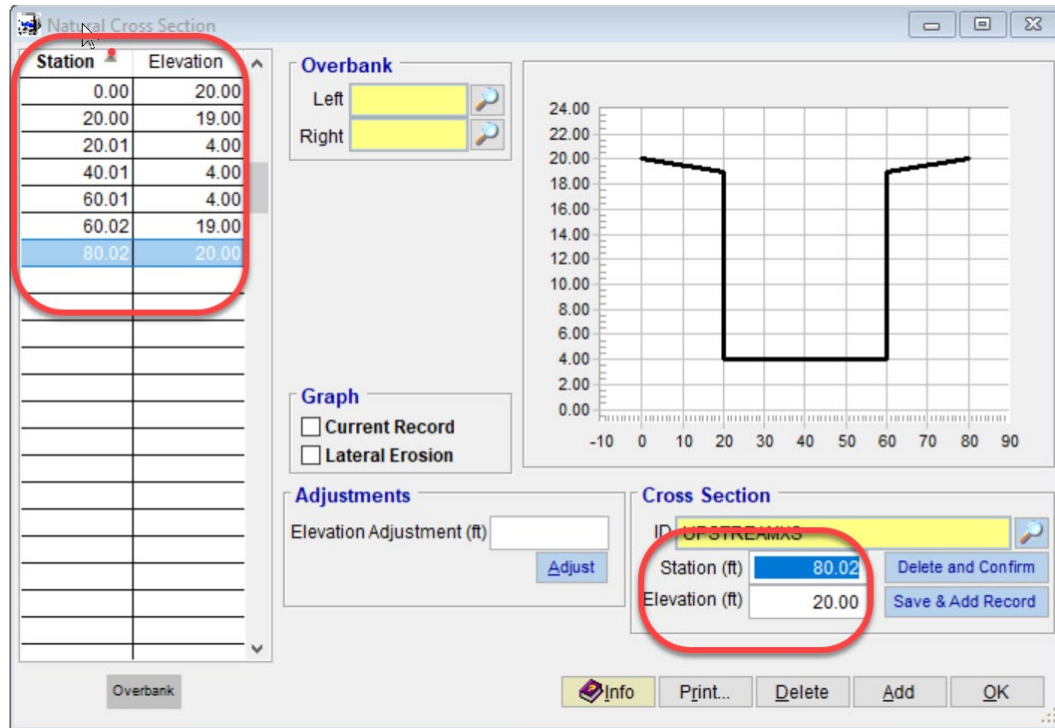 Natural Cross Section
Station Elevation
0.00 20.00
20.00 19.00
20.01 4.00
40.01 4.00
60.01 4.00
60.02 19.00
80.02 20.00
Overbank
Left
Right
24.00
22.00
20.00
18.00
16.00
14.00
12.00
10.00
8.00
6.00
4.00
2.00
0.00
-10 0 10 20 30 40 50 60 70 80 90
Graph
Current Record
Lateral Erosion
Adjustments
Elevation Adjustment (ft)
Adjust
Cross Section
ID UPSTREAMXS
Station (ft) 80.02 Delete and Confirm
Elevation (ft) 20.00 Save & Add Record
Overbank
Info Print... Delete Add OK